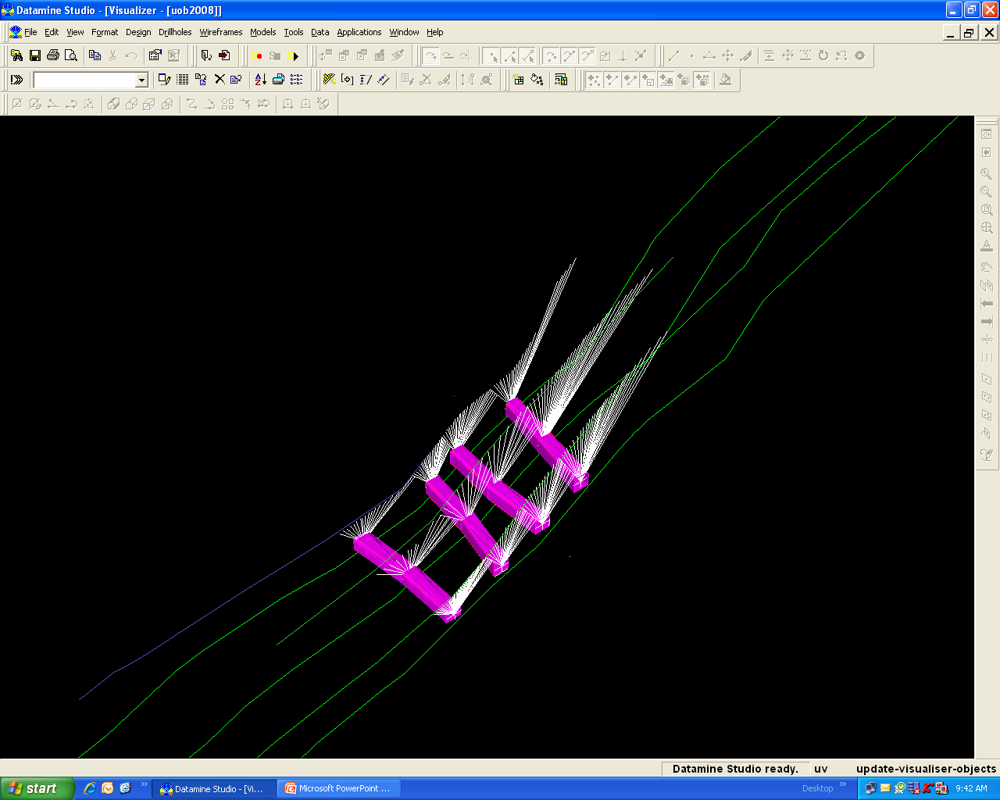 Datamine Studio - [Visualizer - [uob2008]]
File Edit View Format Design Drillholes Wireframes Models Tools Data Applications Window Help
Datamine Studio ready. uv update-visualiser-objects
start Datamine Studio - [Vi... Microsoft PowerPoint ... Desktop 9:42 AM